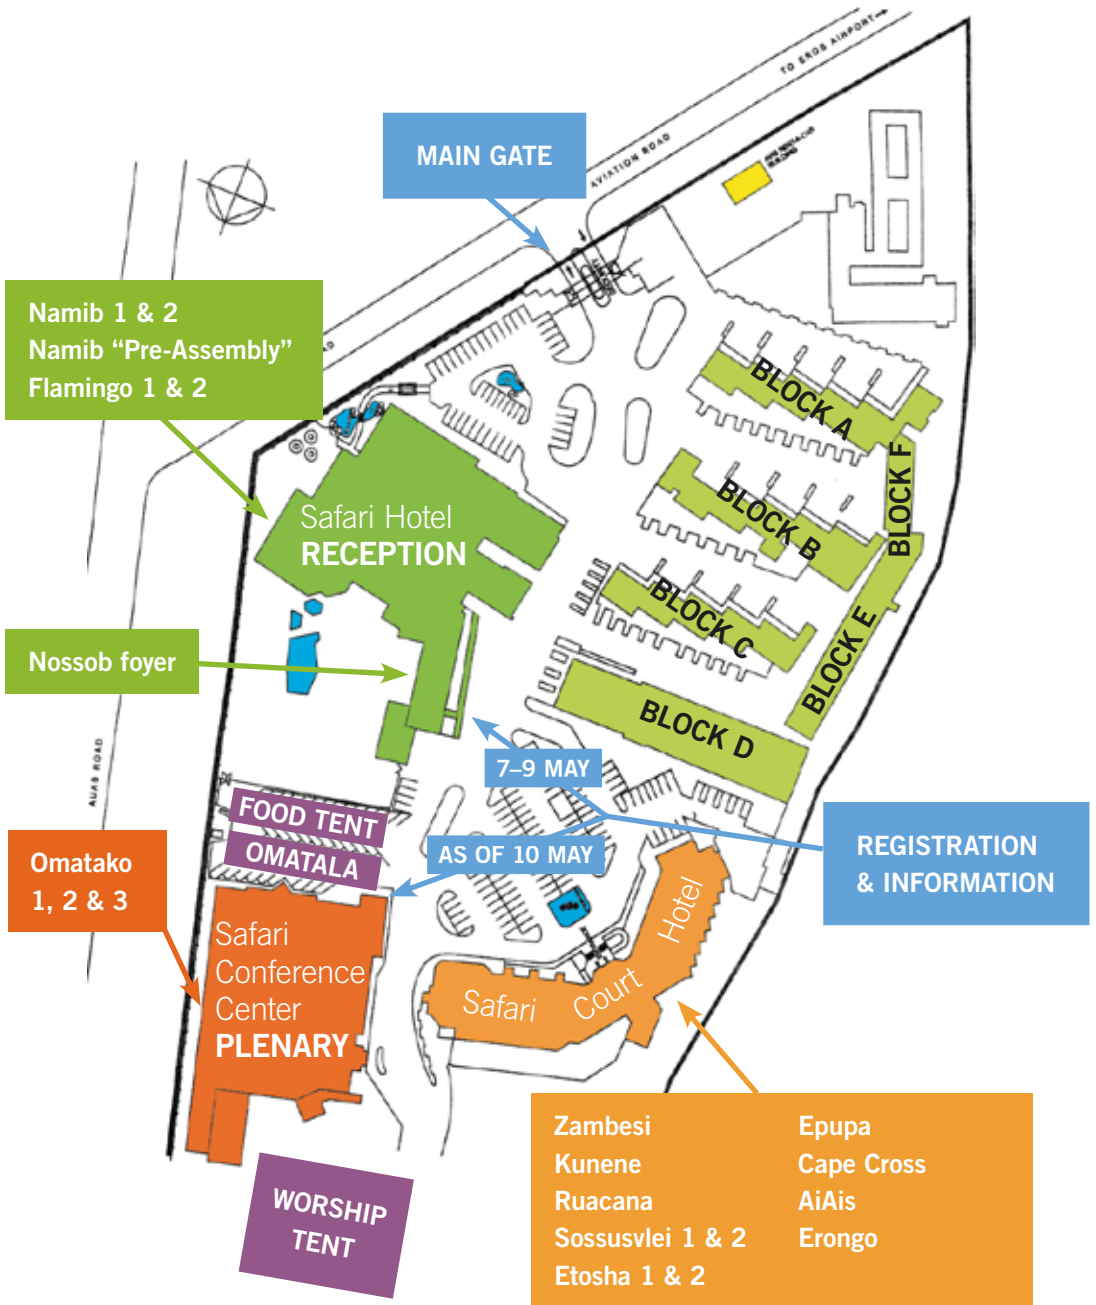 TO EROS AIRPORT
MAIN GATE
AVIATION ROAD
BUILDING
Namib 1 & 2
Namib “Pre-Assembly”
Flamingo 1 & 2
BLOCK A
BLOCK F
BLOCK B
Safari Hotel
RECEPTION
BLOCK C
BLOCK E
Nossob foyer
BLOCK D
AUAS ROAD
7–9 MAY
FOOD TENT
OMATALA
AS OF 10 MAY
REGISTRATION
& INFORMATION
Omatako
1, 2 & 3
Safari
Conference
Center
PLENARY
Safari Court Hotel
Zambesi
Kunene
Ruacana
Sossusvlei 1 & 2
Etosha 1 & 2
Epupa
Cape Cross
AiAis
Erongo
WORSHIP
TENT